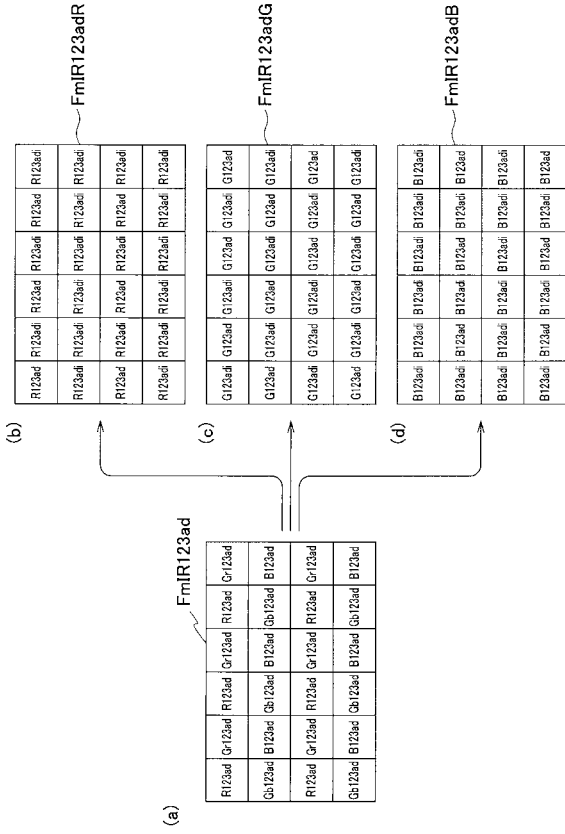 (a)
FmIR123ad
R123ad Gr123ad R123ad Gr123ad R123ad Gr123ad
Gb123ad B123ad Gb123ad B123ad Gb123ad B123ad
R123ad Gr123ad R123ad Gr123ad R123ad Gr123ad
Gb123ad B123ad Gb123ad B123ad Gb123ad B123ad
(b)
R123ad R123adi R123ad R123adi R123ad R123adi
R123adi R123adi R123adi R123adi R123adi R123adi
R123ad R123adi R123ad R123adi R123ad R123adi
R123adi R123adi R123adi R123adi R123adi R123adi
FmIR123adR
(c)
G123adi G123ad G123adi G123ad G123adi G123ad
G123ad G123adi G123ad G123adi G123ad G123adi
G123adi G123ad G123adi G123ad G123adi G123ad
G123ad G123adi G123ad G123adi G123ad G123adi
FmIR123adG
(d)
B123adi B123adi B123adi B123adi B123adi B123adi
B123adi B123ad B123adi B123ad B123adi B123ad
B123adi B123adi B123adi B123adi B123adi B123adi
B123adi B123ad B123adi B123ad B123adi B123ad
FmIR123adB